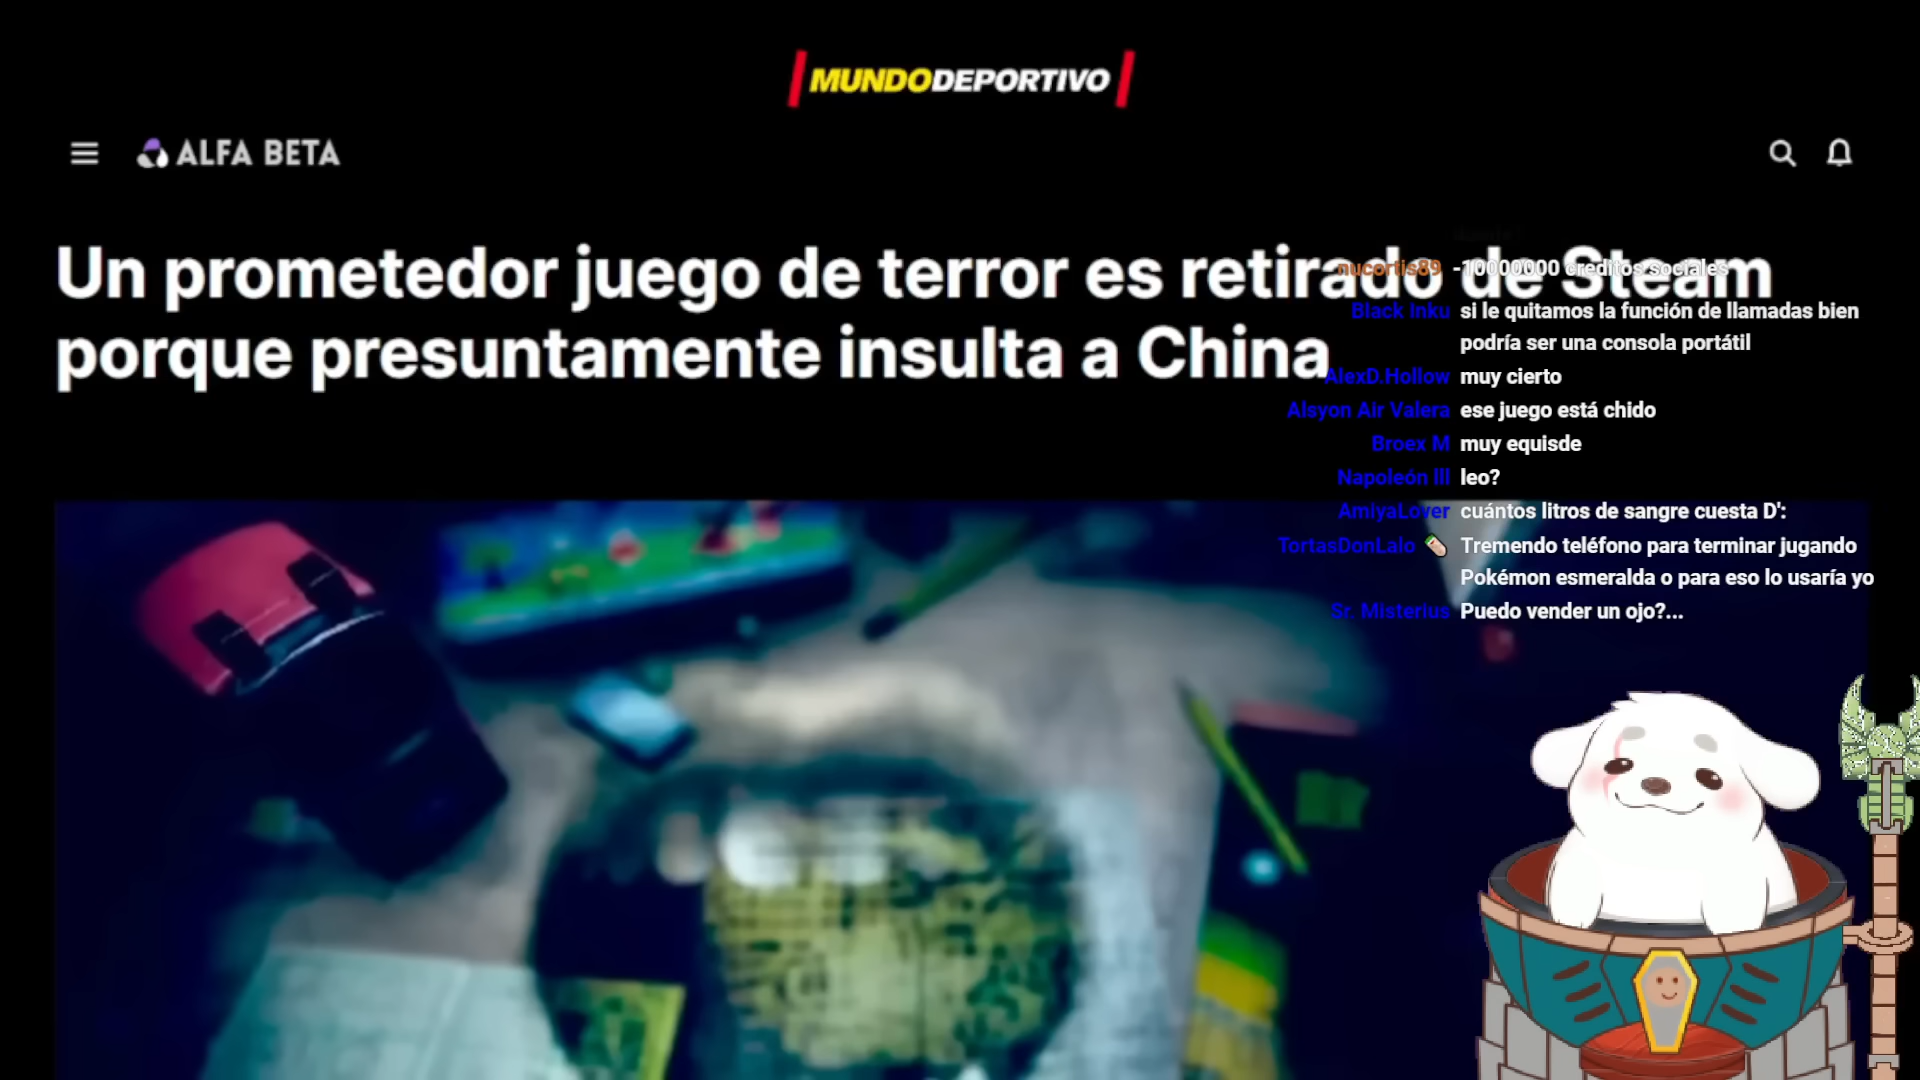 MUNDODEPORTIVO
ALFA BETA
Un prometedor juego de terror es retirado de Steam
porque presuntamente insulta a China
nucortis89 -10000000 creditos sociales
Black Inku si le quitamos la función de llamadas bien
podría ser una consola portátil
AlexD.Hollow muy cierto
Alsyon Air Valera ese juego está chido
Broex M muy equisde
Napoleón lll leo?
AmiyaLover cuántos litros de sangre cuesta D':
TortasDonLalo Tremendo teléfono para terminar jugando
Pokémon esmeralda o para eso lo usaría yo
Sr. Misterius Puedo vender un ojo?...